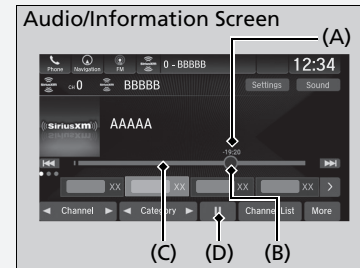 Audio/Information Screen
(A)
Phone Navigation FM 0 - BBBBB 12:34
CH 0 BBBBB Settings Sound
((SiriusXM)) AAAAA
-19:20
XX XX XX XX
Channel Category Channel List More
(C) (D) (B)